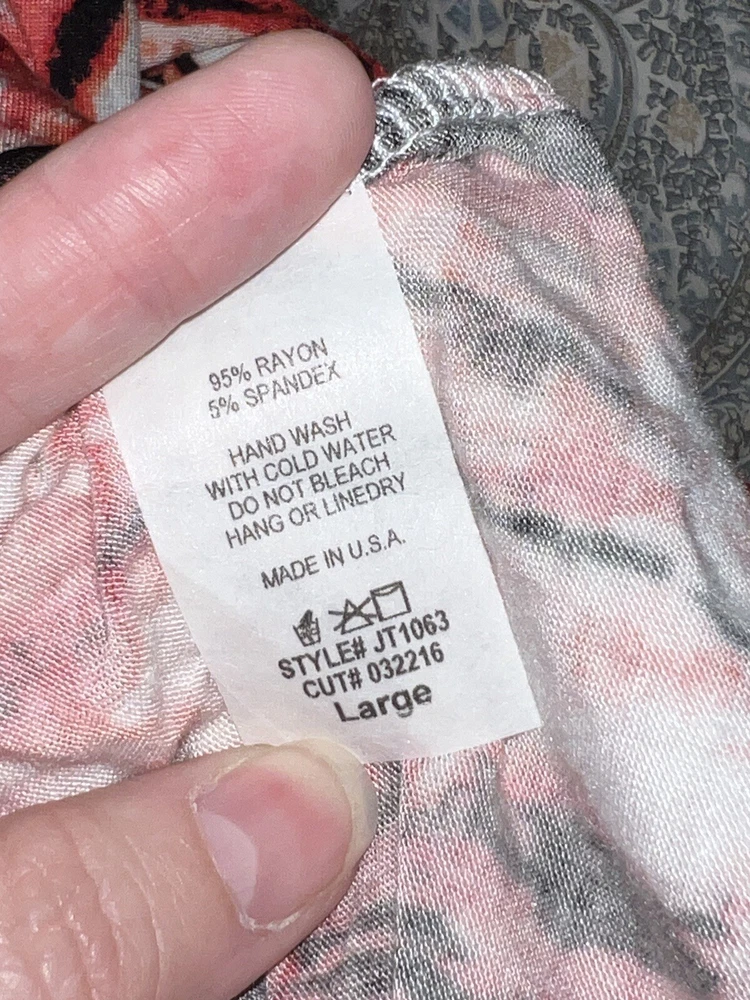 95% RAYON
5% SPANDEX
HAND WASH
WITH COLD WATER
DO NOT BLEACH
HANG OR LINEDRY
MADE IN U.S.A.
STYLE# JT1063
CUT# 032216
Large